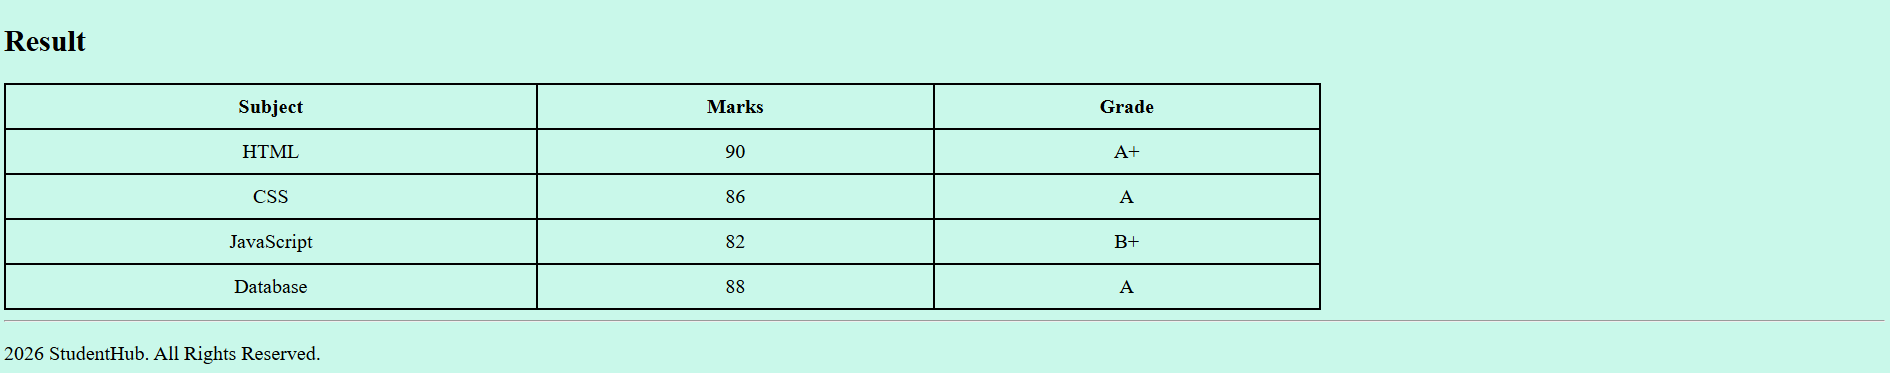 Result
Subject Marks Grade
HTML 90 A+
CSS 86 A
JavaScript 82 B+
Database 88 A
2026 StudentHub. All Rights Reserved.